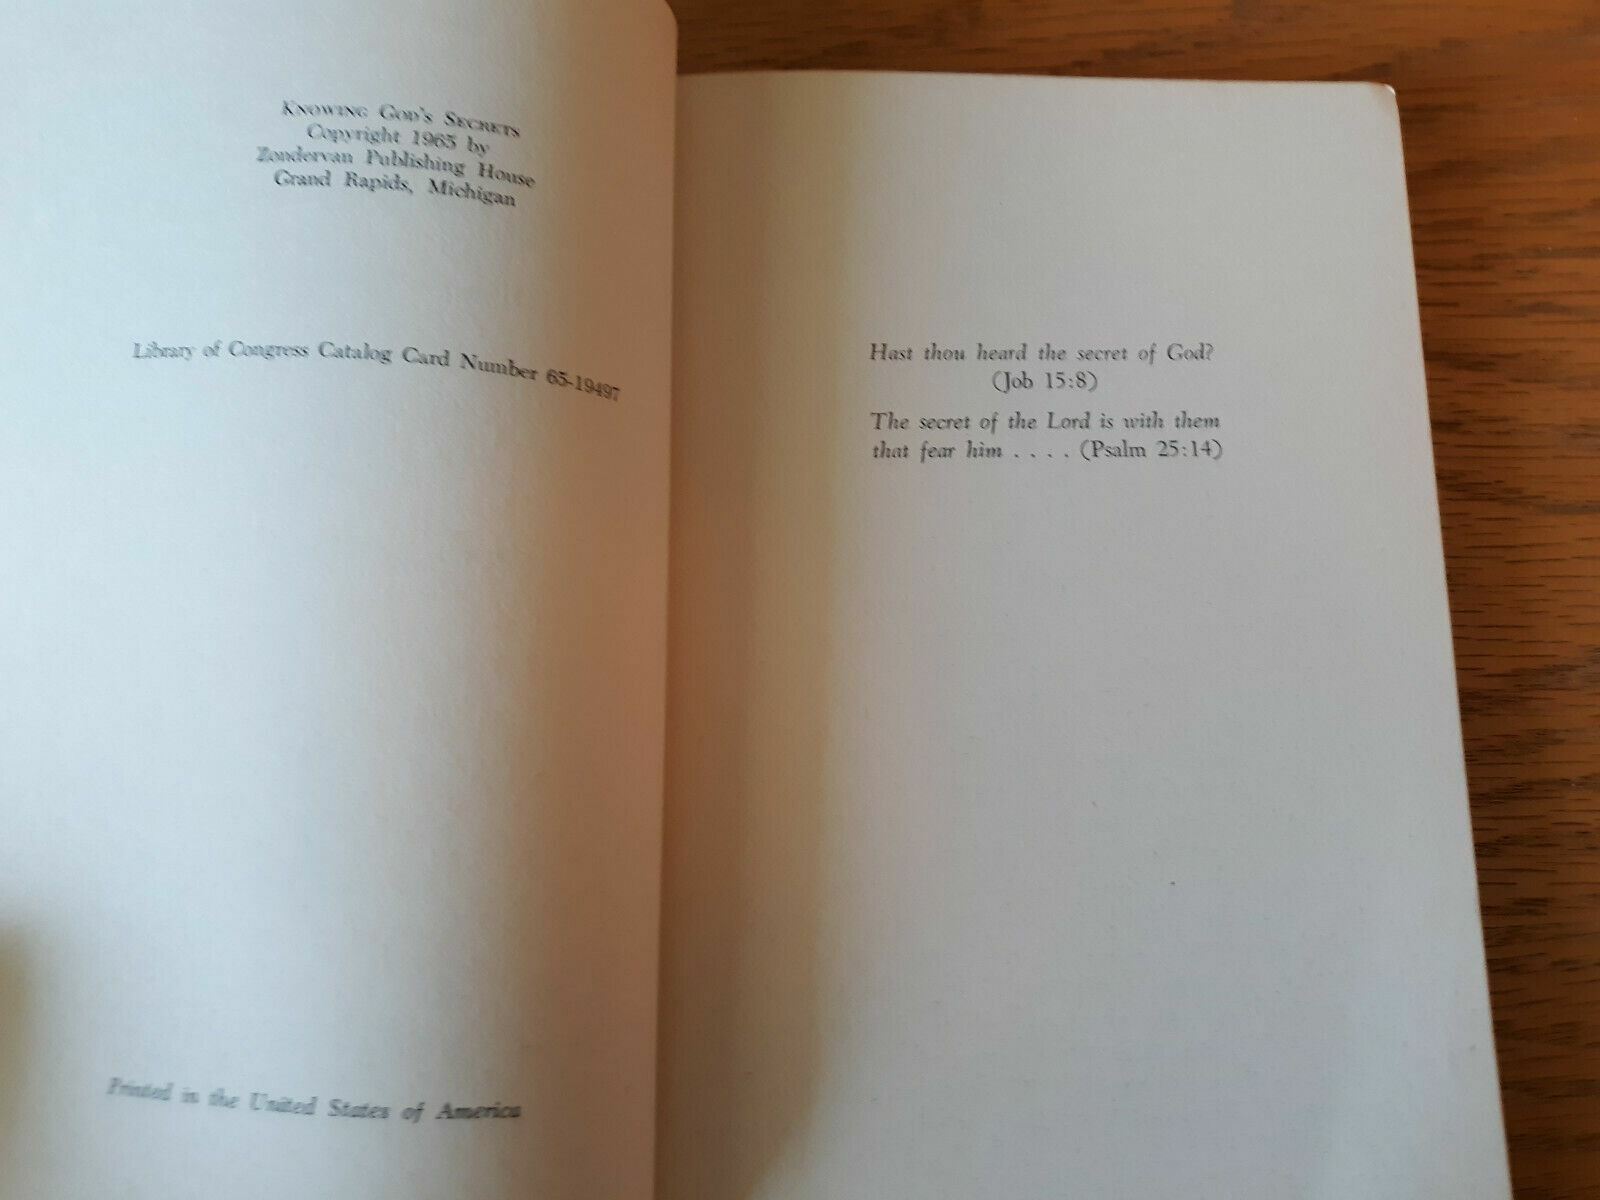 KNOWING GOD'S SECRETS
Copyright 1965 by
Zondervan Publishing House
Grand Rapids, Michigan
Library of Congress Catalog Card Number 65-19497
Printed in the United States of America
Hast thou heard the secret of God?
(Job 15:8)
The secret of the Lord is with them
that fear him . . . . (Psalm 25:14)